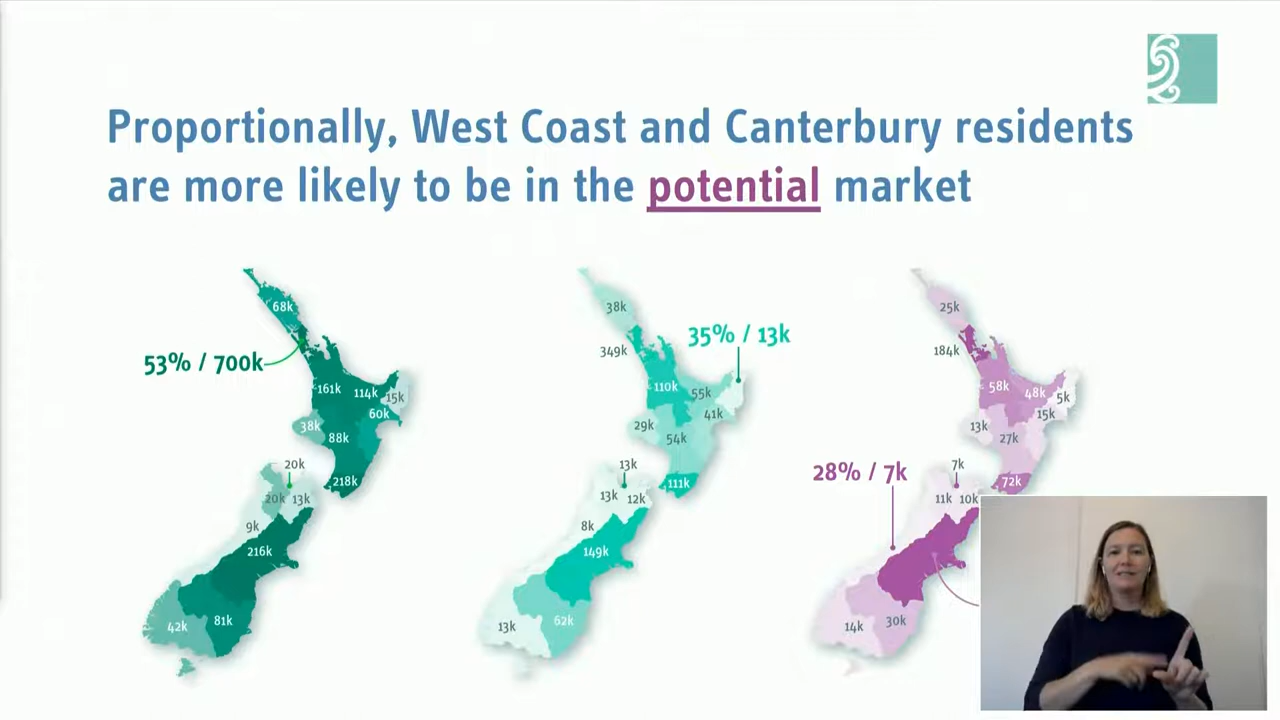 Proportionally, West Coast and Canterbury residents
are more likely to be in the potential market
68k
53% / 700k
161k
114k
15k
60k
38k
88k
20k
218k
20k
13k
9k
216k
42k
81k
38k
35% / 13k
349k
110k
55k
41k
29k
54k
13k
111k
13k
12k
8k
149k
13k
62k
25k
184k
58k
48k
5k
15k
13k
27k
28% / 7k
7k
72k
11k
10k
14k
30k